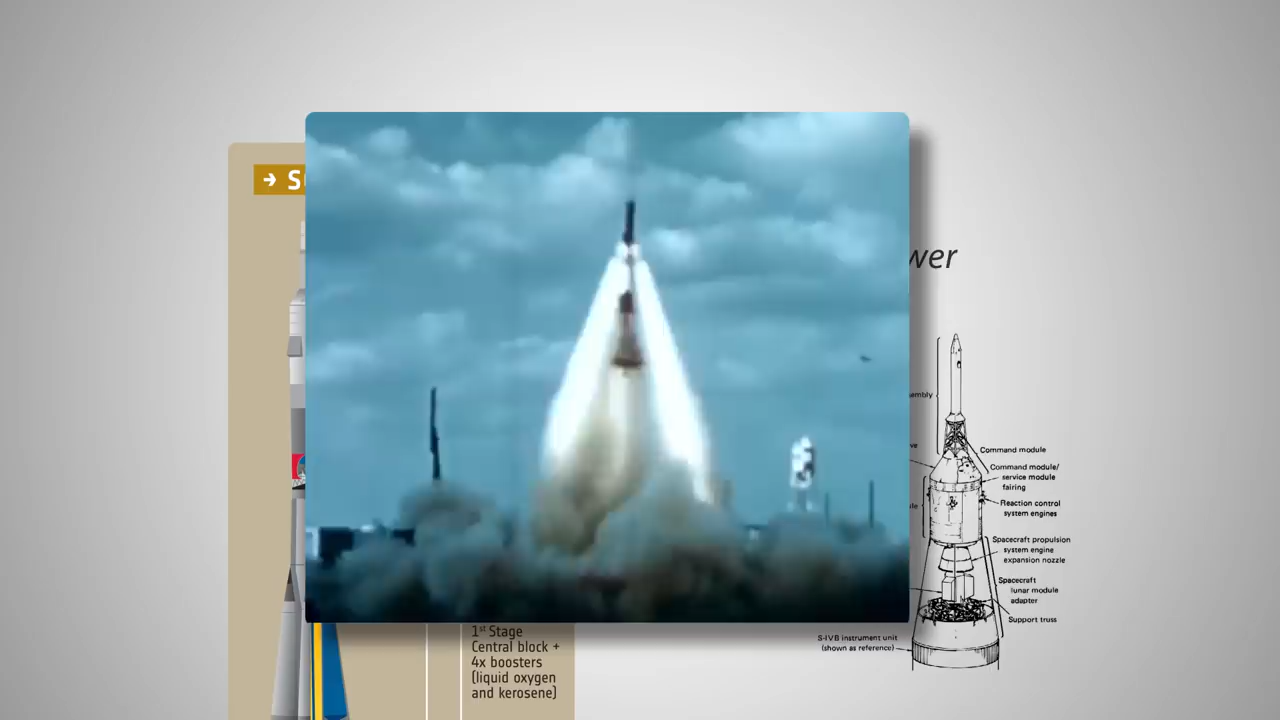 wer
Command module
Command module/
service module
fairing
Reaction control
system engines
Spacecraft propulsion
system engine
expansion nozzle
Spacecraft
lunar module
adapter
Support truss
S-IVB instrument unit
(shown as reference)
1st Stage
Central block +
4x boosters
(liquid oxygen
and kerosene)